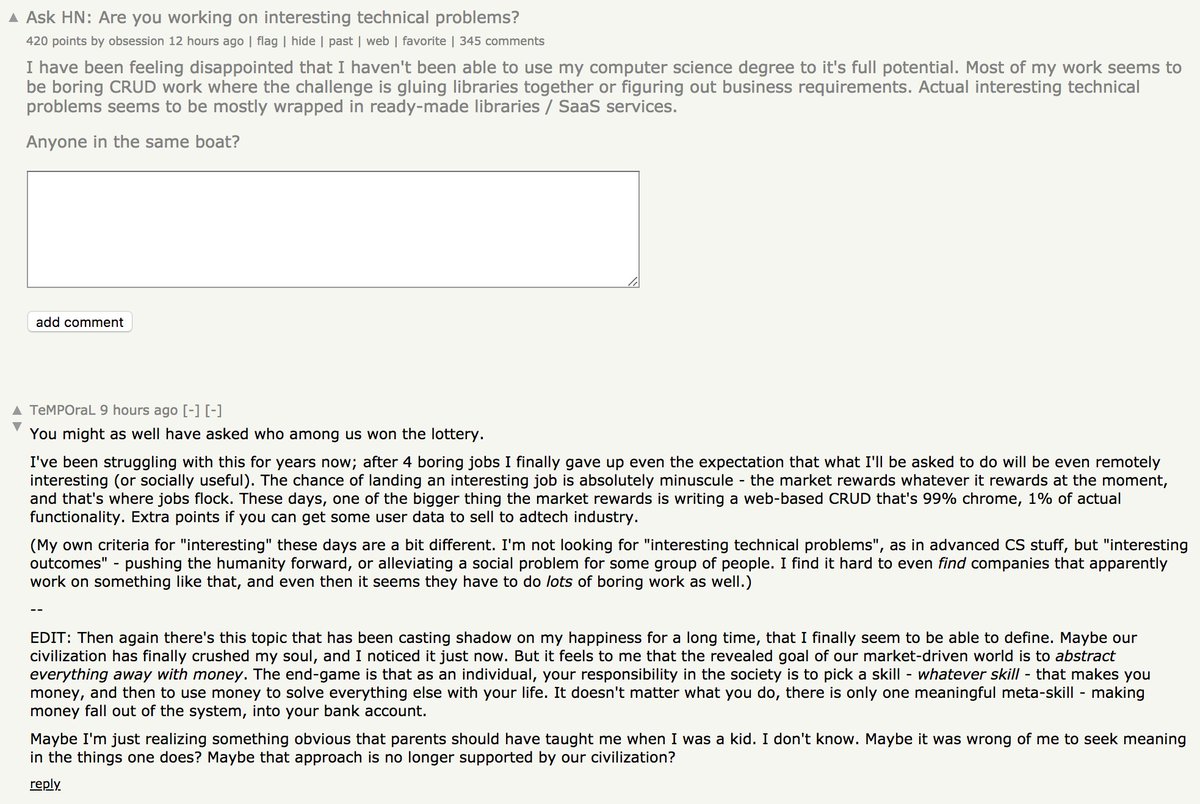 ▲ Ask HN: Are you working on interesting technical problems?
420 points by obsession 12 hours ago | flag | hide | past | web | favorite | 345 comments
I have been feeling disappointed that I haven't been able to use my computer science degree to it's full potential. Most of my work seems to
be boring CRUD work where the challenge is gluing libraries together or figuring out business requirements. Actual interesting technical
problems seems to be mostly wrapped in ready-made libraries / SaaS services.
Anyone in the same boat?
add comment
▲ TeMPOraL 9 hours ago [-] [-]
▼
You might as well have asked who among us won the lottery.
I've been struggling with this for years now; after 4 boring jobs I finally gave up even the expectation that what I'll be asked to do will be even remotely
interesting (or socially useful). The chance of landing an interesting job is absolutely minuscule - the market rewards whatever it rewards at the moment,
and that's where jobs flock. These days, one of the bigger thing the market rewards is writing a web-based CRUD that's 99% chrome, 1% of actual
functionality. Extra points if you can get some user data to sell to adtech industry.
(My own criteria for "interesting" these days are a bit different. I'm not looking for "interesting technical problems", as in advanced CS stuff, but "interesting
outcomes" - pushing the humanity forward, or alleviating a social problem for some group of people. I find it hard to even find companies that apparently
work on something like that, and even then it seems they have to do lots of boring work as well.)
--
EDIT: Then again there's this topic that has been casting shadow on my happiness for a long time, that I finally seem to be able to define. Maybe our
civilization has finally crushed my soul, and I noticed it just now. But it feels to me that the revealed goal of our market-driven world is to abstract
everything away with money. The end-game is that as an individual, your responsibility in the society is to pick a skill - whatever skill - that makes you
money, and then to use money to solve everything else with your life. It doesn't matter what you do, there is only one meaningful meta-skill - making
money fall out of the system, into your bank account.
Maybe I'm just realizing something obvious that parents should have taught me when I was a kid. I don't know. Maybe it was wrong of me to seek meaning
in the things one does? Maybe that approach is no longer supported by our civilization?
reply